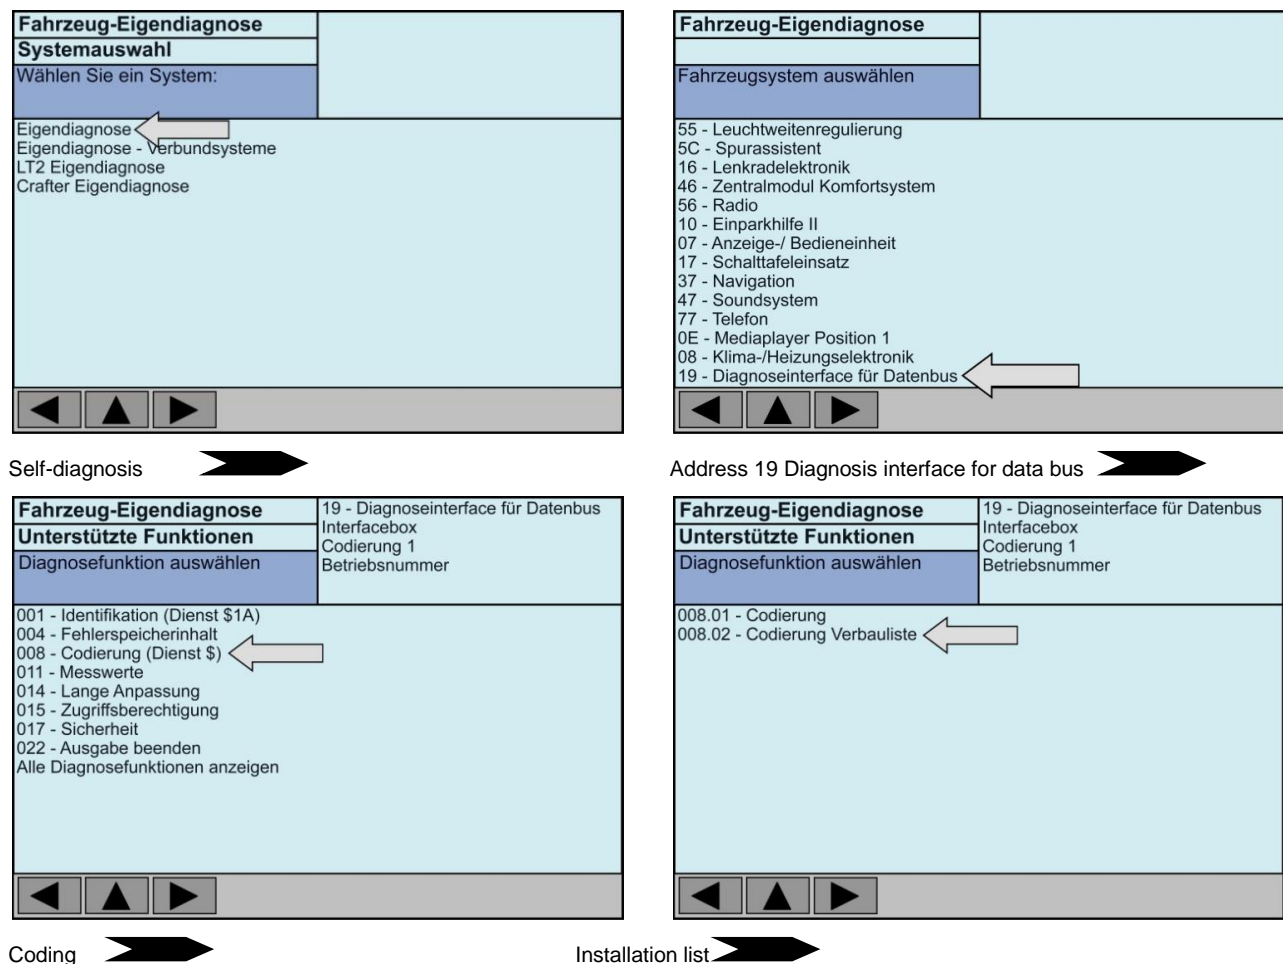 Fahrzeug-Eigendiagnose
Systemauswahl
Wählen Sie ein System:
Eigendiagnose
Eigendiagnose - Verbundsysteme
LT2 Eigendiagnose
Crafter Eigendiagnose
Self-diagnosis
Fahrzeug-Eigendiagnose
Fahrzeugsystem auswählen
55 - Leuchtweitenregulierung
5C - Spurassistent
16 - Lenkradelektronik
46 - Zentralmodul Komfortsystem
56 - Radio
10 - Einparkhilfe II
07 - Anzeige-/ Bedieneinheit
17 - Schalttafeleinsatz
37 - Navigation
47 - Soundsystem
77 - Telefon
0E - Mediaplayer Position 1
08 - Klima-/Heizungselektronik
19 - Diagnoseinterface für Datenbus
Address 19 Diagnosis interface for data bus
Fahrzeug-Eigendiagnose
Unterstützte Funktionen
Diagnosefunktion auswählen
19 - Diagnoseinterface für Datenbus
Interfacebox
Codierung 1
Betriebsnummer
001 - Identifikation (Dienst $1A)
004 - Fehlerspeicherinhalt
008 - Codierung (Dienst $)
011 - Messwerte
014 - Lange Anpassung
015 - Zugriffsberechtigung
017 - Sicherheit
022 - Ausgabe beenden
Alle Diagnosefunktionen anzeigen
Coding
Fahrzeug-Eigendiagnose
Unterstützte Funktionen
Diagnosefunktion auswählen
19 - Diagnoseinterface für Datenbus
Interfacebox
Codierung 1
Betriebsnummer
008.01 - Codierung
008.02 - Codierung Verbauliste
Installation list